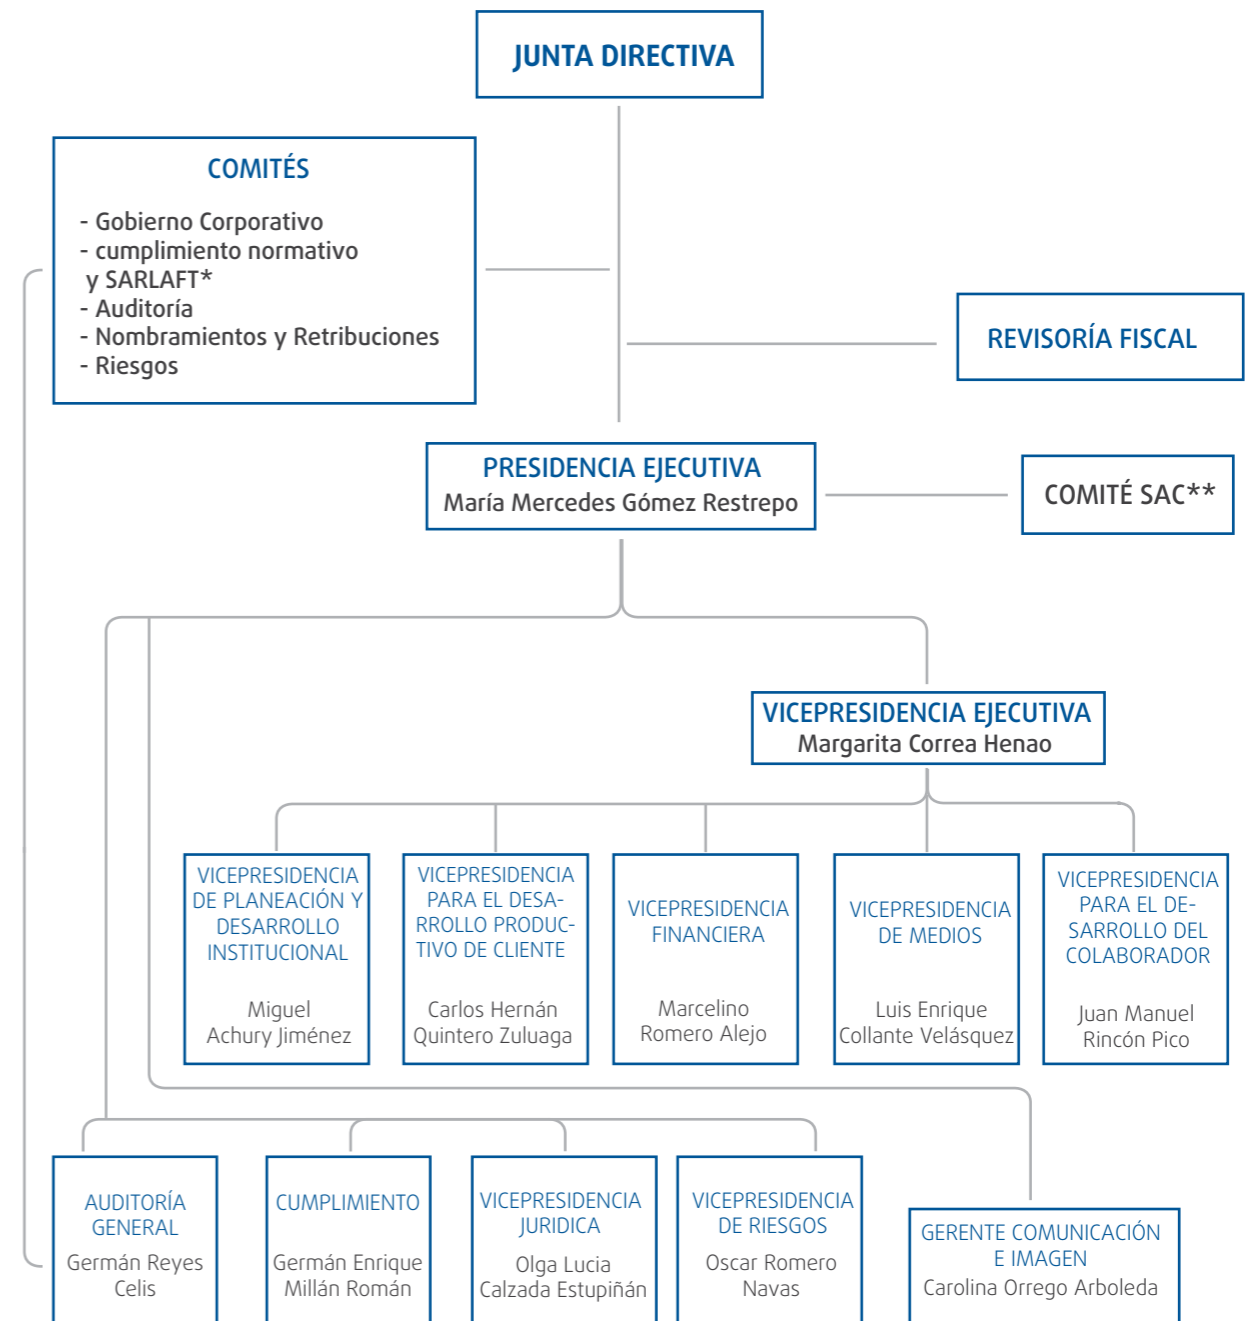 JUNTA DIRECTIVA
COMITÉS
- Gobierno Corporativo
- cumplimiento normativo
y SARLAFT*
- Auditoría
- Nombramientos y Retribuciones
- Riesgos
REVISORÍA FISCAL
PRESIDENCIA EJECUTIVA
María Mercedes Gómez Restrepo
COMITÉ SAC**
VICEPRESIDENCIA EJECUTIVA
Margarita Correa Henao
VICEPRESIDENCIA
DE PLANEACIÓN Y
DESARROLLO
INSTITUCIONAL
Miguel
Achury Jiménez
VICEPRESIDENCIA
PARA EL DESA-
RROLLO PRODUC-
TIVO DE CLIENTE
Carlos Hernán
Quintero Zuluaga
VICEPRESIDENCIA
FINANCIERA
Marcelino
Romero Alejo
VICEPRESIDENCIA
DE MEDIOS
Luis Enrique
Collante Velásquez
VICEPRESIDENCIA
PARA EL DE-
SARROLLO DEL
COLABORADOR
Juan Manuel
Rincón Pico
AUDITORÍA
GENERAL
Germán Reyes
Celis
CUMPLIMIENTO
Germán Enrique
Millán Román
VICEPRESIDENCIA
JURIDICA
Olga Lucia
Calzada Estupiñán
VICEPRESIDENCIA
DE RIESGOS
Oscar Romero
Navas
GERENTE COMUNICACIÓN
E IMAGEN
Carolina Orrego Arboleda